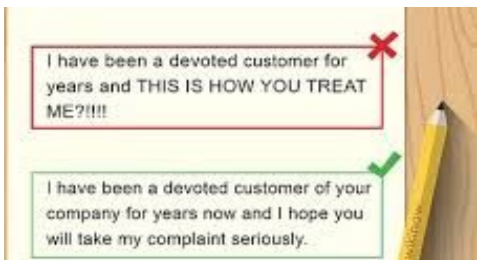 I have been a devoted customer for
years and THIS IS HOW YOU TREAT
ME?!!!!
I have been a devoted customer of your
company for years now and I hope you
will take my complaint seriously.
wikiHow